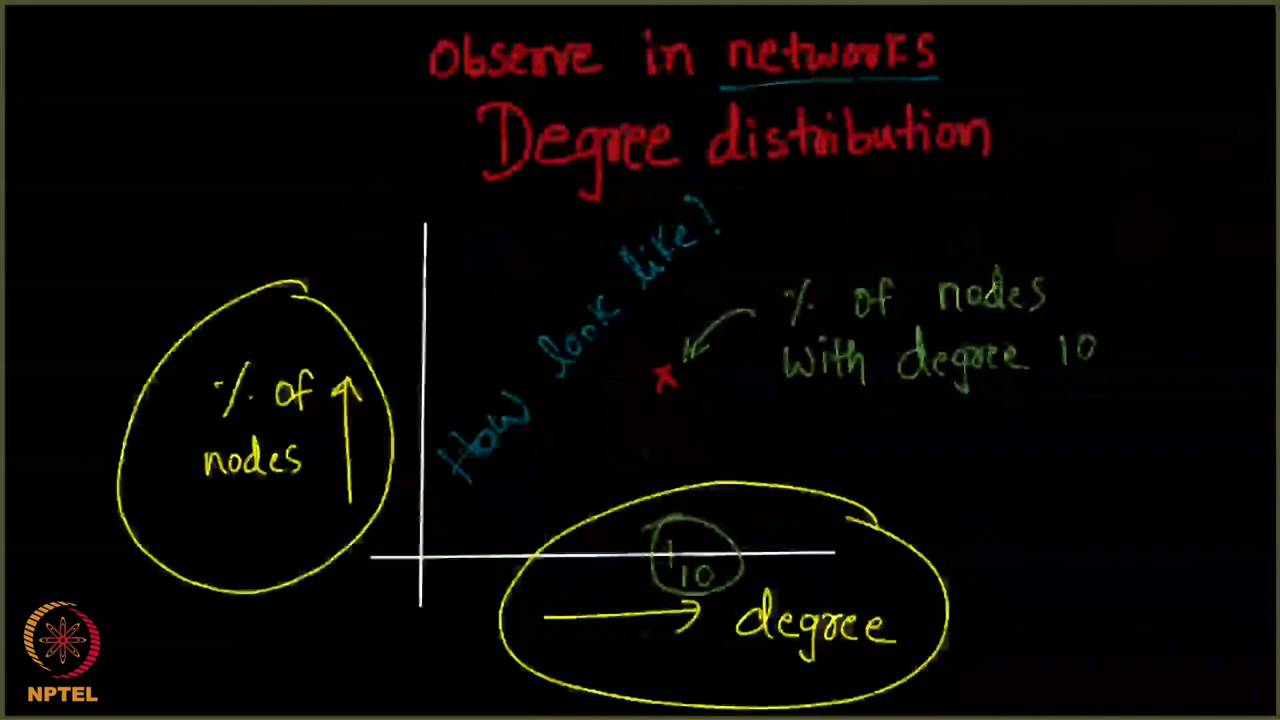 observe in networks
Degree distribution
How look like?
% of nodes
with degree 10
% of
nodes
10
degree
NPTEL